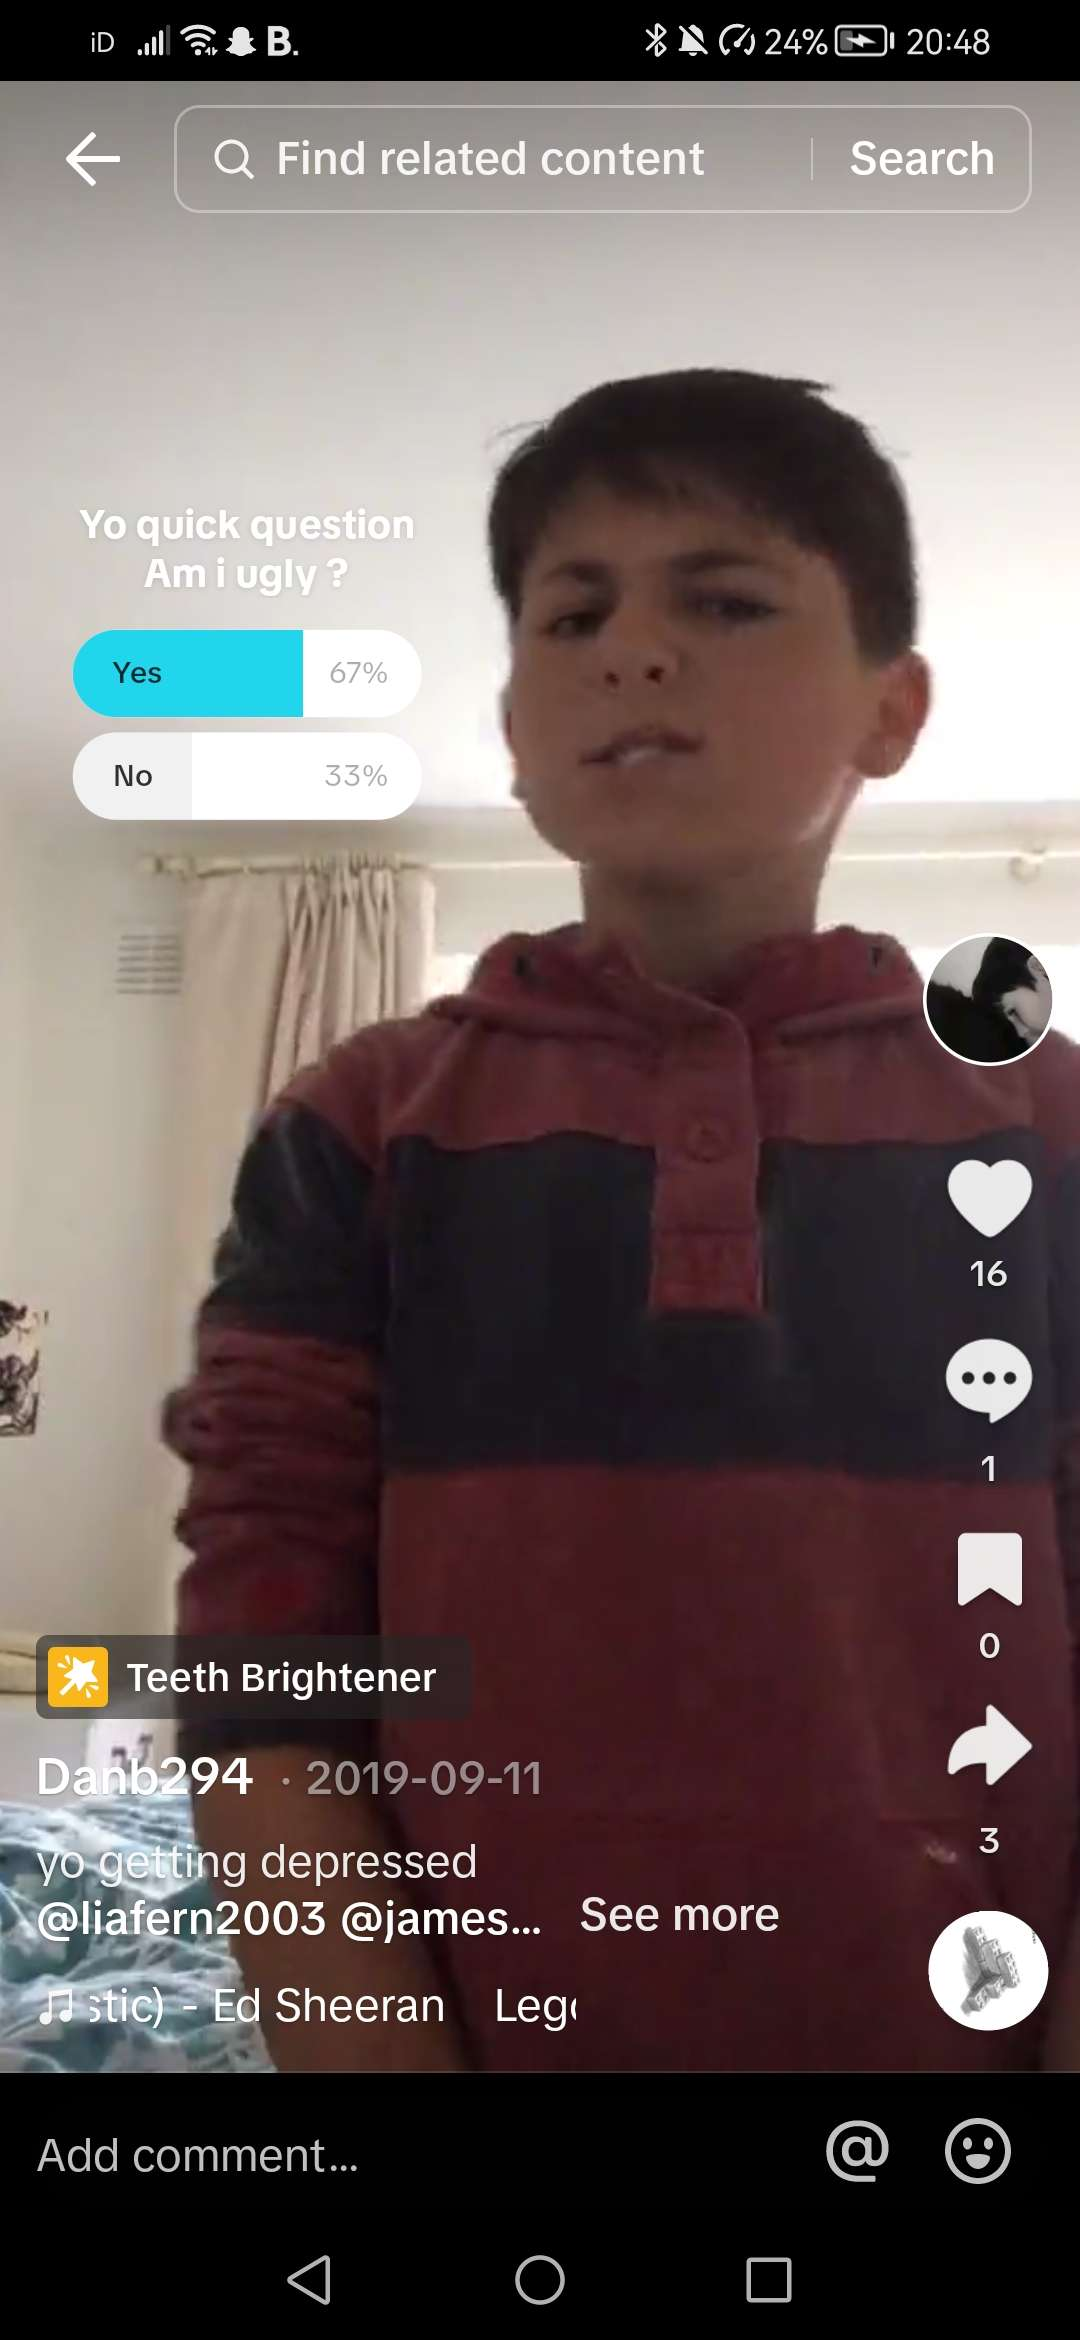 iD B. 24% 20:48
Find related content Search
Yo quick question
Am i ugly ?
Yes 67%
No 33%
16
1
0
3
Teeth Brightener
Danb294 · 2019-09-11
yo getting depressed
@liafern2003 @james... See more
stic) - Ed Sheeran Lego
Add comment...